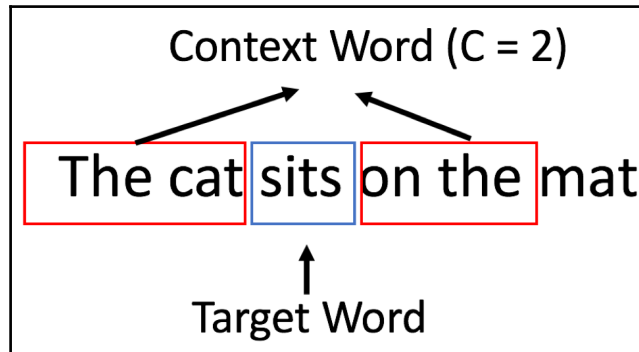 Context Word (C = 2)
The cat sits on the mat
Target Word